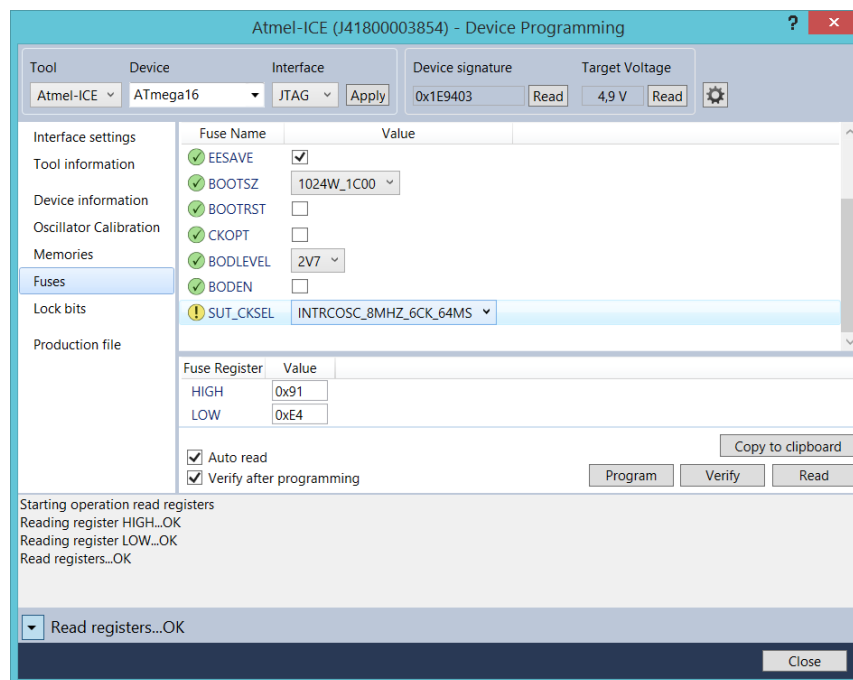 Atmel-ICE (J41800003854) - Device Programming
? ×
Tool Device Interface Device signature Target Voltage
Atmel-ICE ATmega16 JTAG Apply 0x1E9403 Read 4,9 V Read
Interface settings
Tool information
Device information
Oscillator Calibration
Memories
Fuses
Lock bits
Production file
Fuse Name Value
EESAVE
BOOTSZ 1024W_1C00
BOOTRST
CKOPT
BODLEVEL 2V7
BODEN
SUT_CKSEL INTRCOSC_8MHZ_6CK_64MS
Fuse Register Value
HIGH 0x91
LOW 0xE4
Auto read
Verify after programming
Copy to clipboard
Program Verify Read
Starting operation read registers
Reading register HIGH...OK
Reading register LOW...OK
Read registers...OK
Read registers...OK
Close